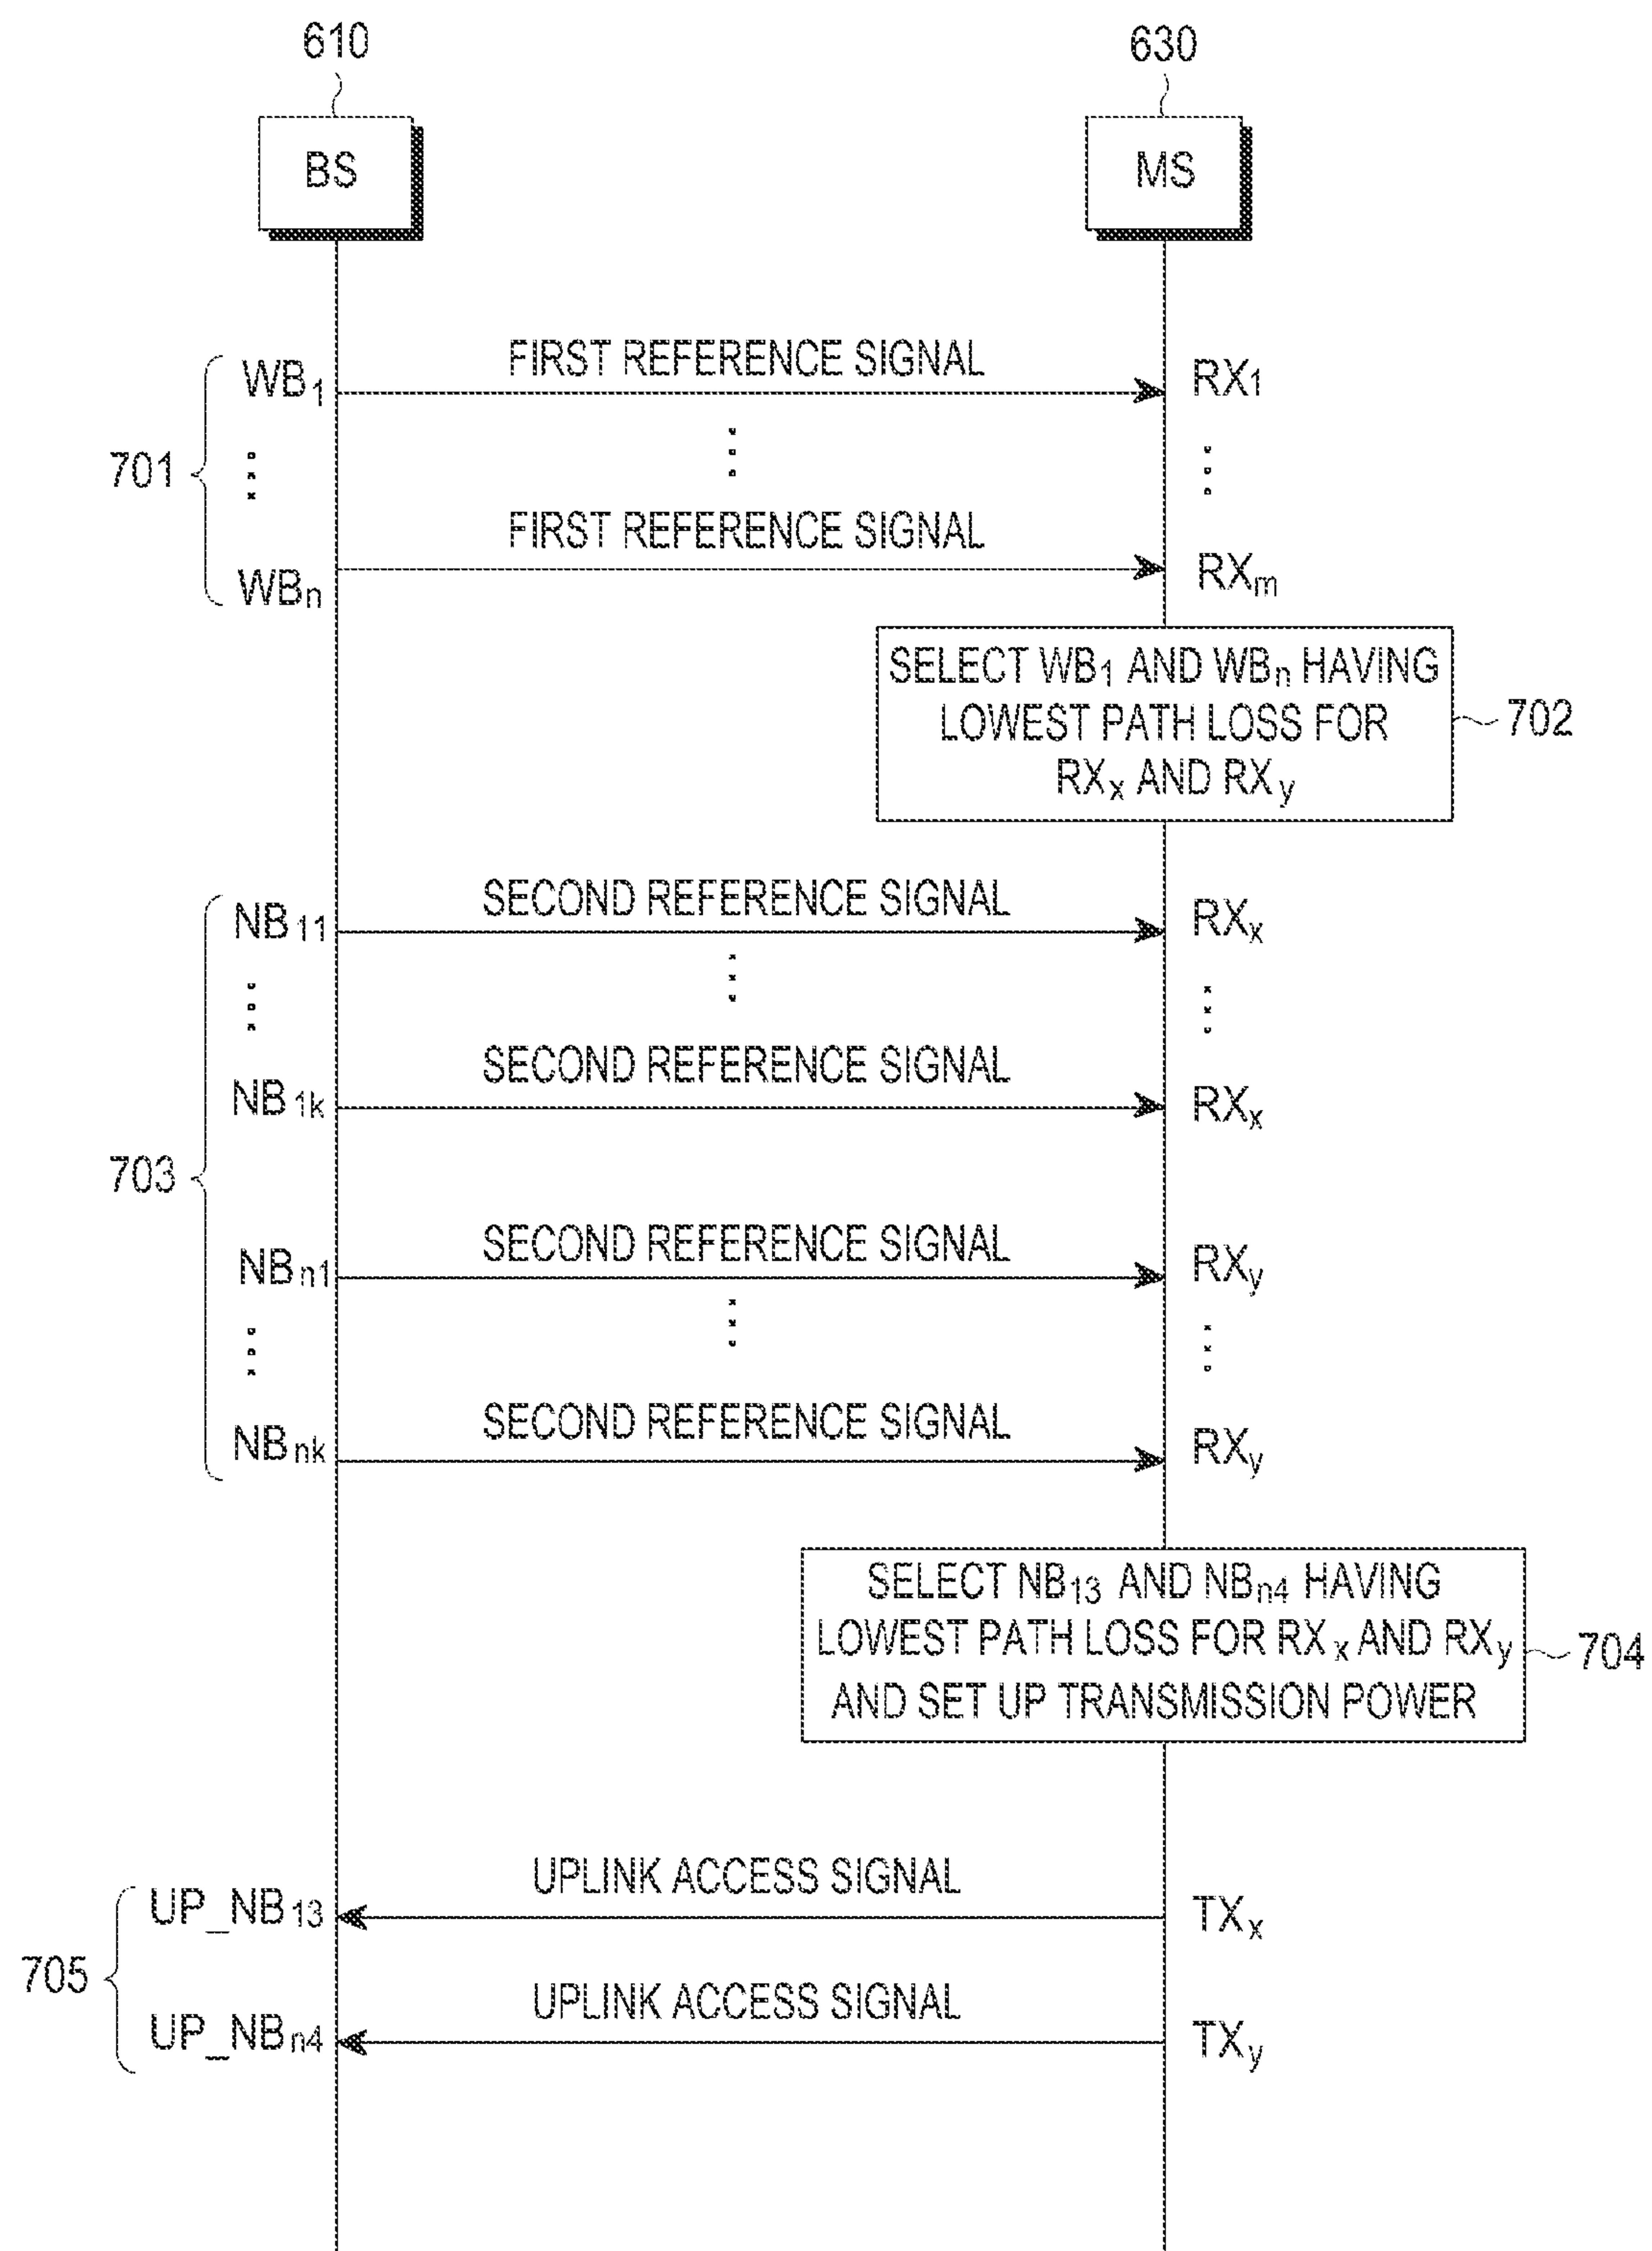 610
630
BS
MS
FIRST REFERENCE SIGNAL
WB1
RX1
701
FIRST REFERENCE SIGNAL
WBn
RXm
SELECT WB1 AND WBn HAVING
LOWEST PATH LOSS FOR
RXx AND RXy
702
SECOND REFERENCE SIGNAL
NB11
RXx
SECOND REFERENCE SIGNAL
NB1k
RXx
703
SECOND REFERENCE SIGNAL
NBn1
RXy
SECOND REFERENCE SIGNAL
NBnk
RXy
SELECT NB13 AND NBn4 HAVING
LOWEST PATH LOSS FOR RXx AND RXy
AND SET UP TRANSMISSION POWER
704
UPLINK ACCESS SIGNAL
UP_NB13
TXx
705
UPLINK ACCESS SIGNAL
UP_NBn4
TXy